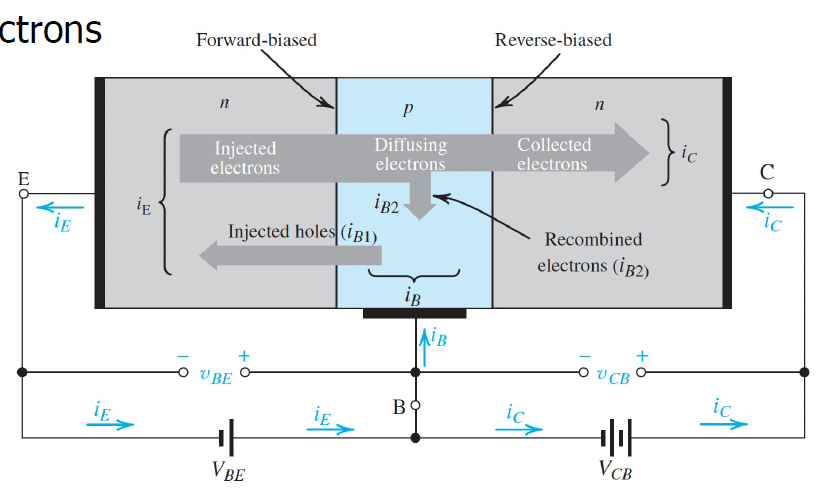 ctrons
Forward-biased
Reverse-biased
n
p
n
Injected
electrons
Diffusing
electrons
Collected
electrons
iC
E
C
iE
iB2
iE
iC
Injected holes (iB1)
Recombined
electrons (iB2)
iB
iB
− vBE +
− vCB +
B
iE
iE
iC
iC
VBE
VCB